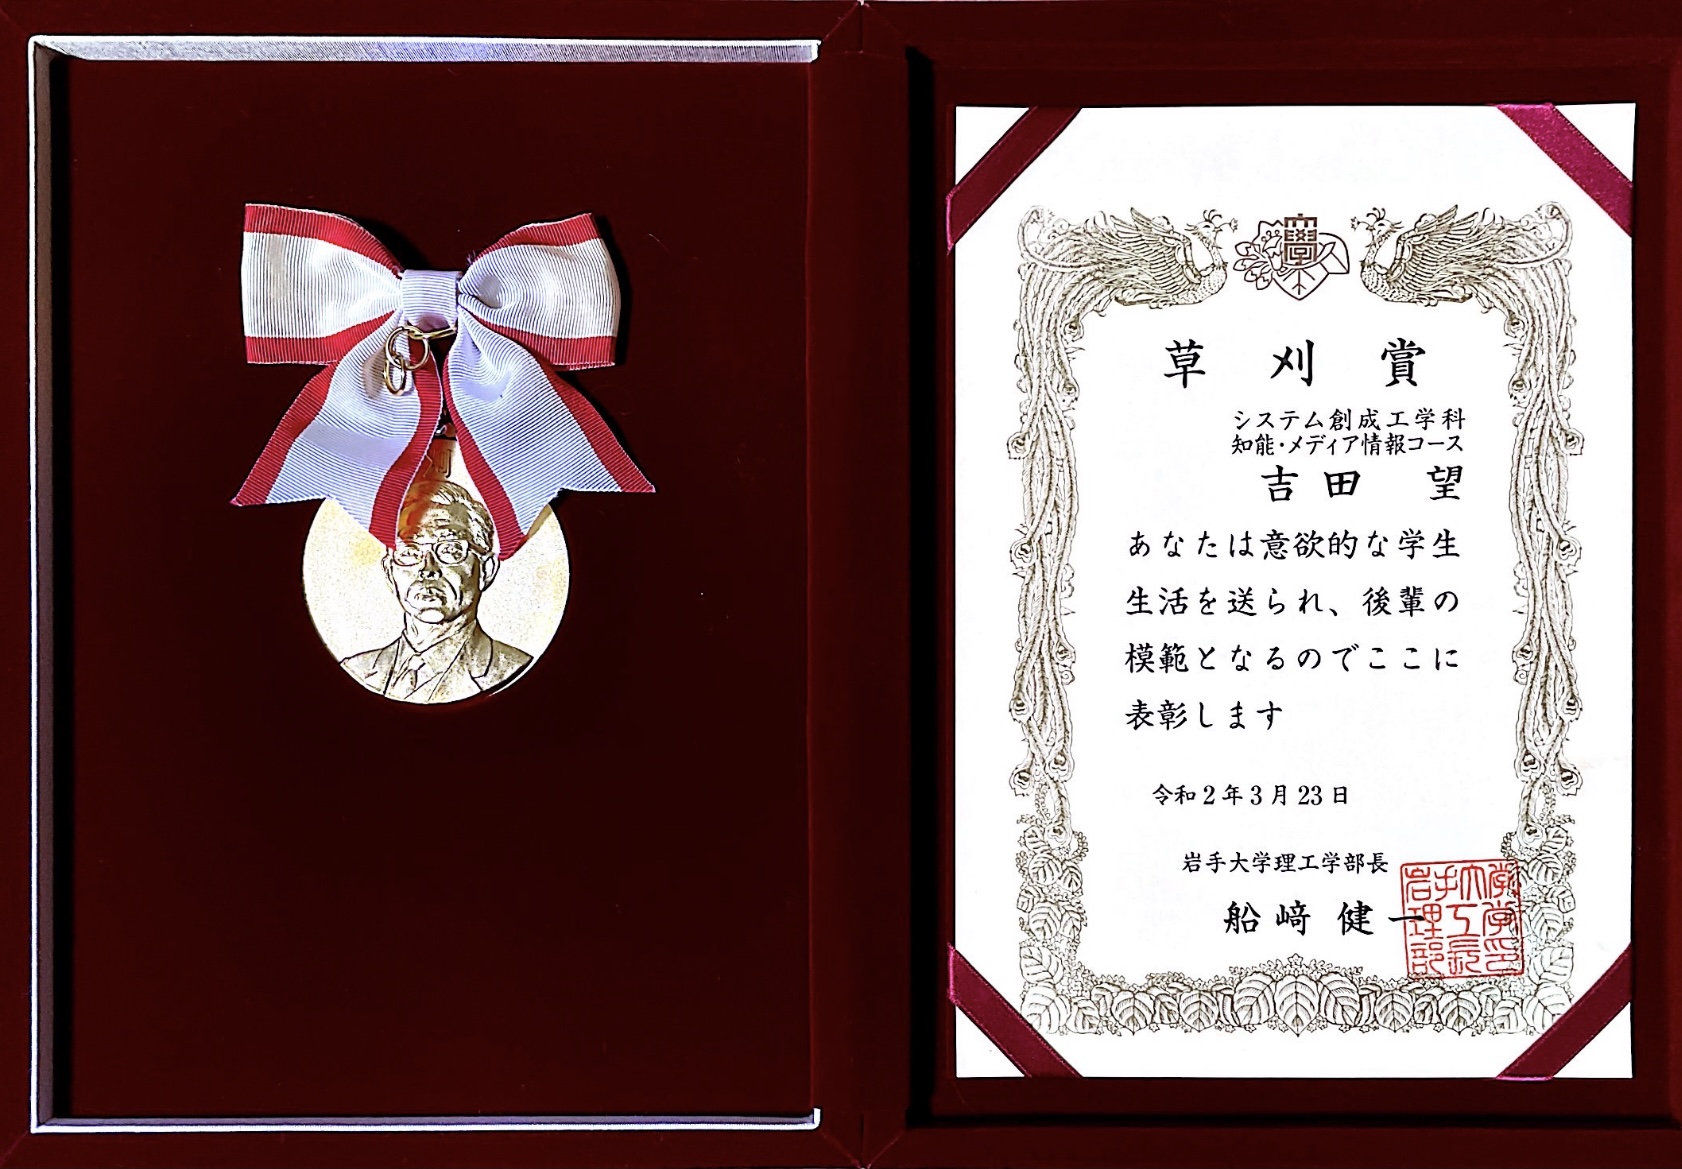 草刈賞
システム創成工学科
知能・メディア情報コース
吉田 望
あなたは意欲的な学生
生活を送られ、後輩の
模範となるのでここに
表彰します
令和2年3月23日
岩手大学理工学部長
船﨑健一
岩手大学
理工学部長